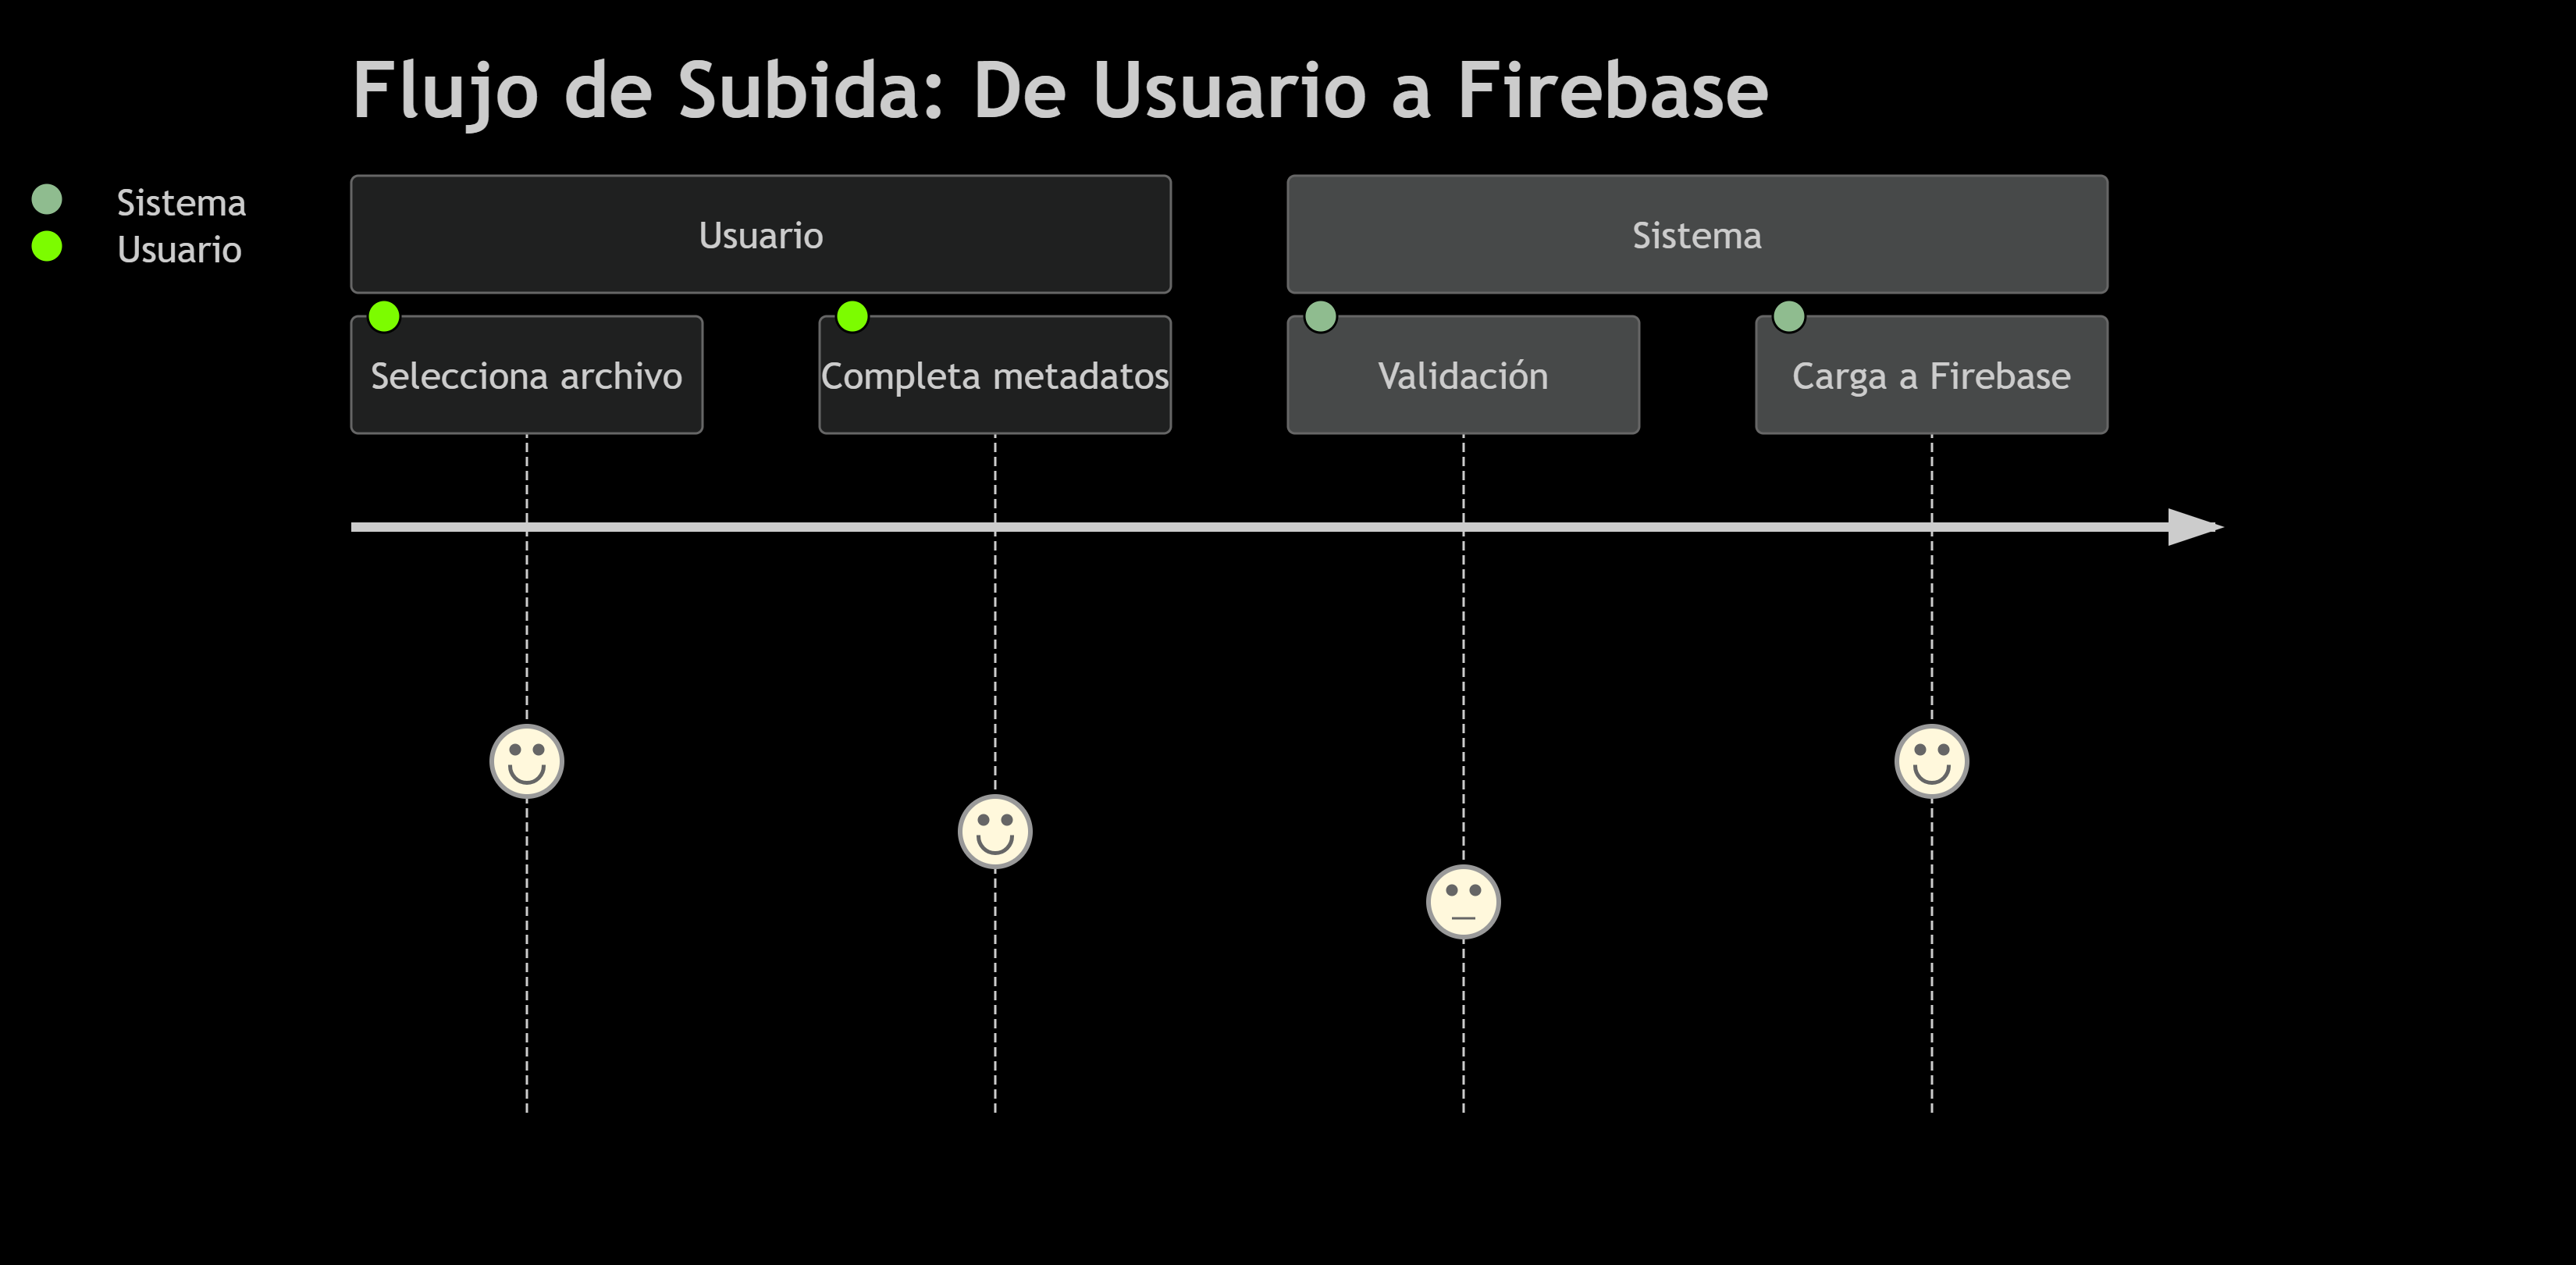 Flujo de Subida: De Usuario a Firebase
Sistema
Usuario
Usuario
Sistema
Selecciona archivo
Completa metadatos
Validación
Carga a Firebase